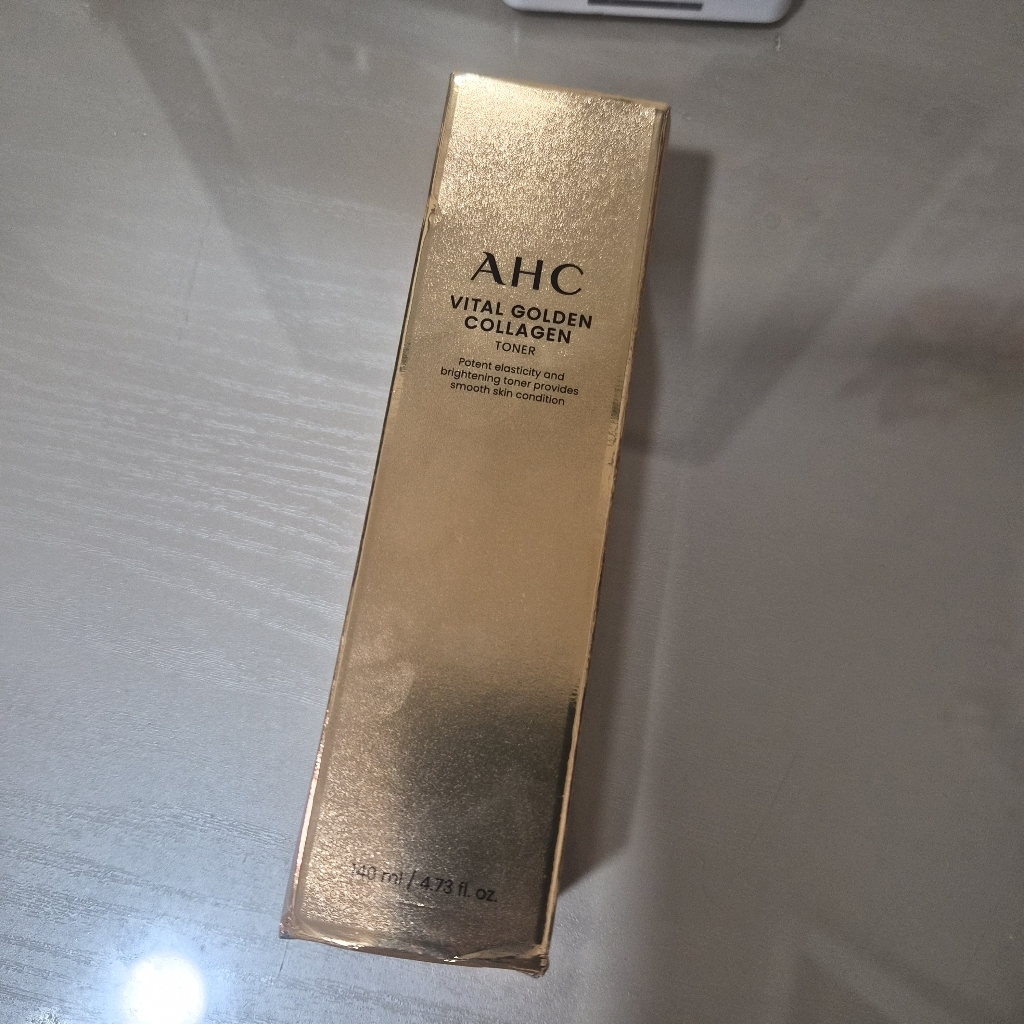 AHC
VITAL GOLDEN
COLLAGEN
TONER
Potent elasticity and
brightening toner provides
smooth skin condition
140 ml / 4.73 fl. oz.